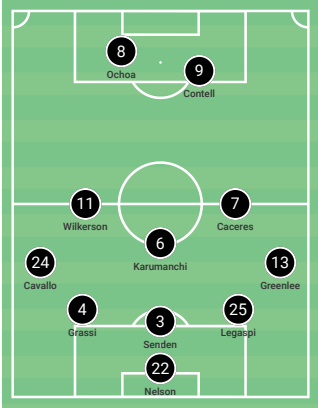 8
Ochoa
9
Contell
11
Wilkerson
7
Caceres
6
Karumanchi
24
Cavallo
13
Greenlee
4
Grassi
3
Senden
25
Legaspi
22
Nelson